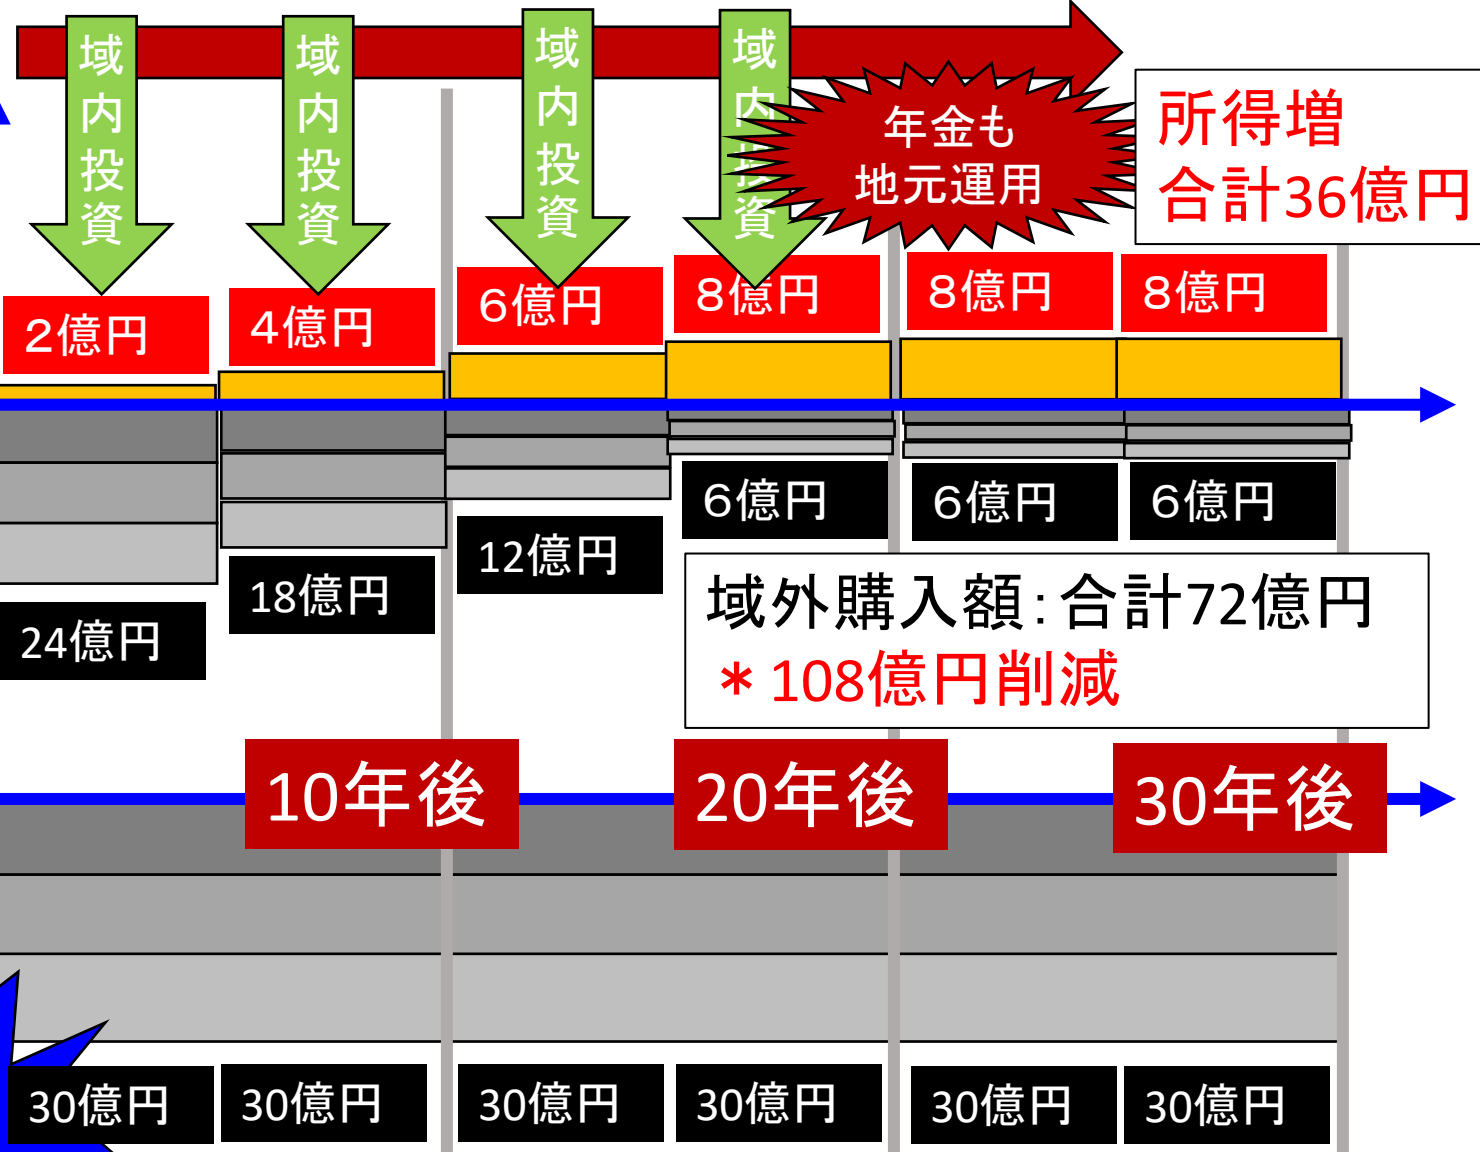 域内投資
域内投資
域内投資
域内投資
年金も
地元運用
所得増
合計36億円
２億円
４億円
６億円
８億円
８億円
８億円
24億円
18億円
12億円
６億円
６億円
６億円
域外購入額：合計72億円
＊108億円削減
10年後
20年後
30年後
30億円
30億円
30億円
30億円
30億円
30億円